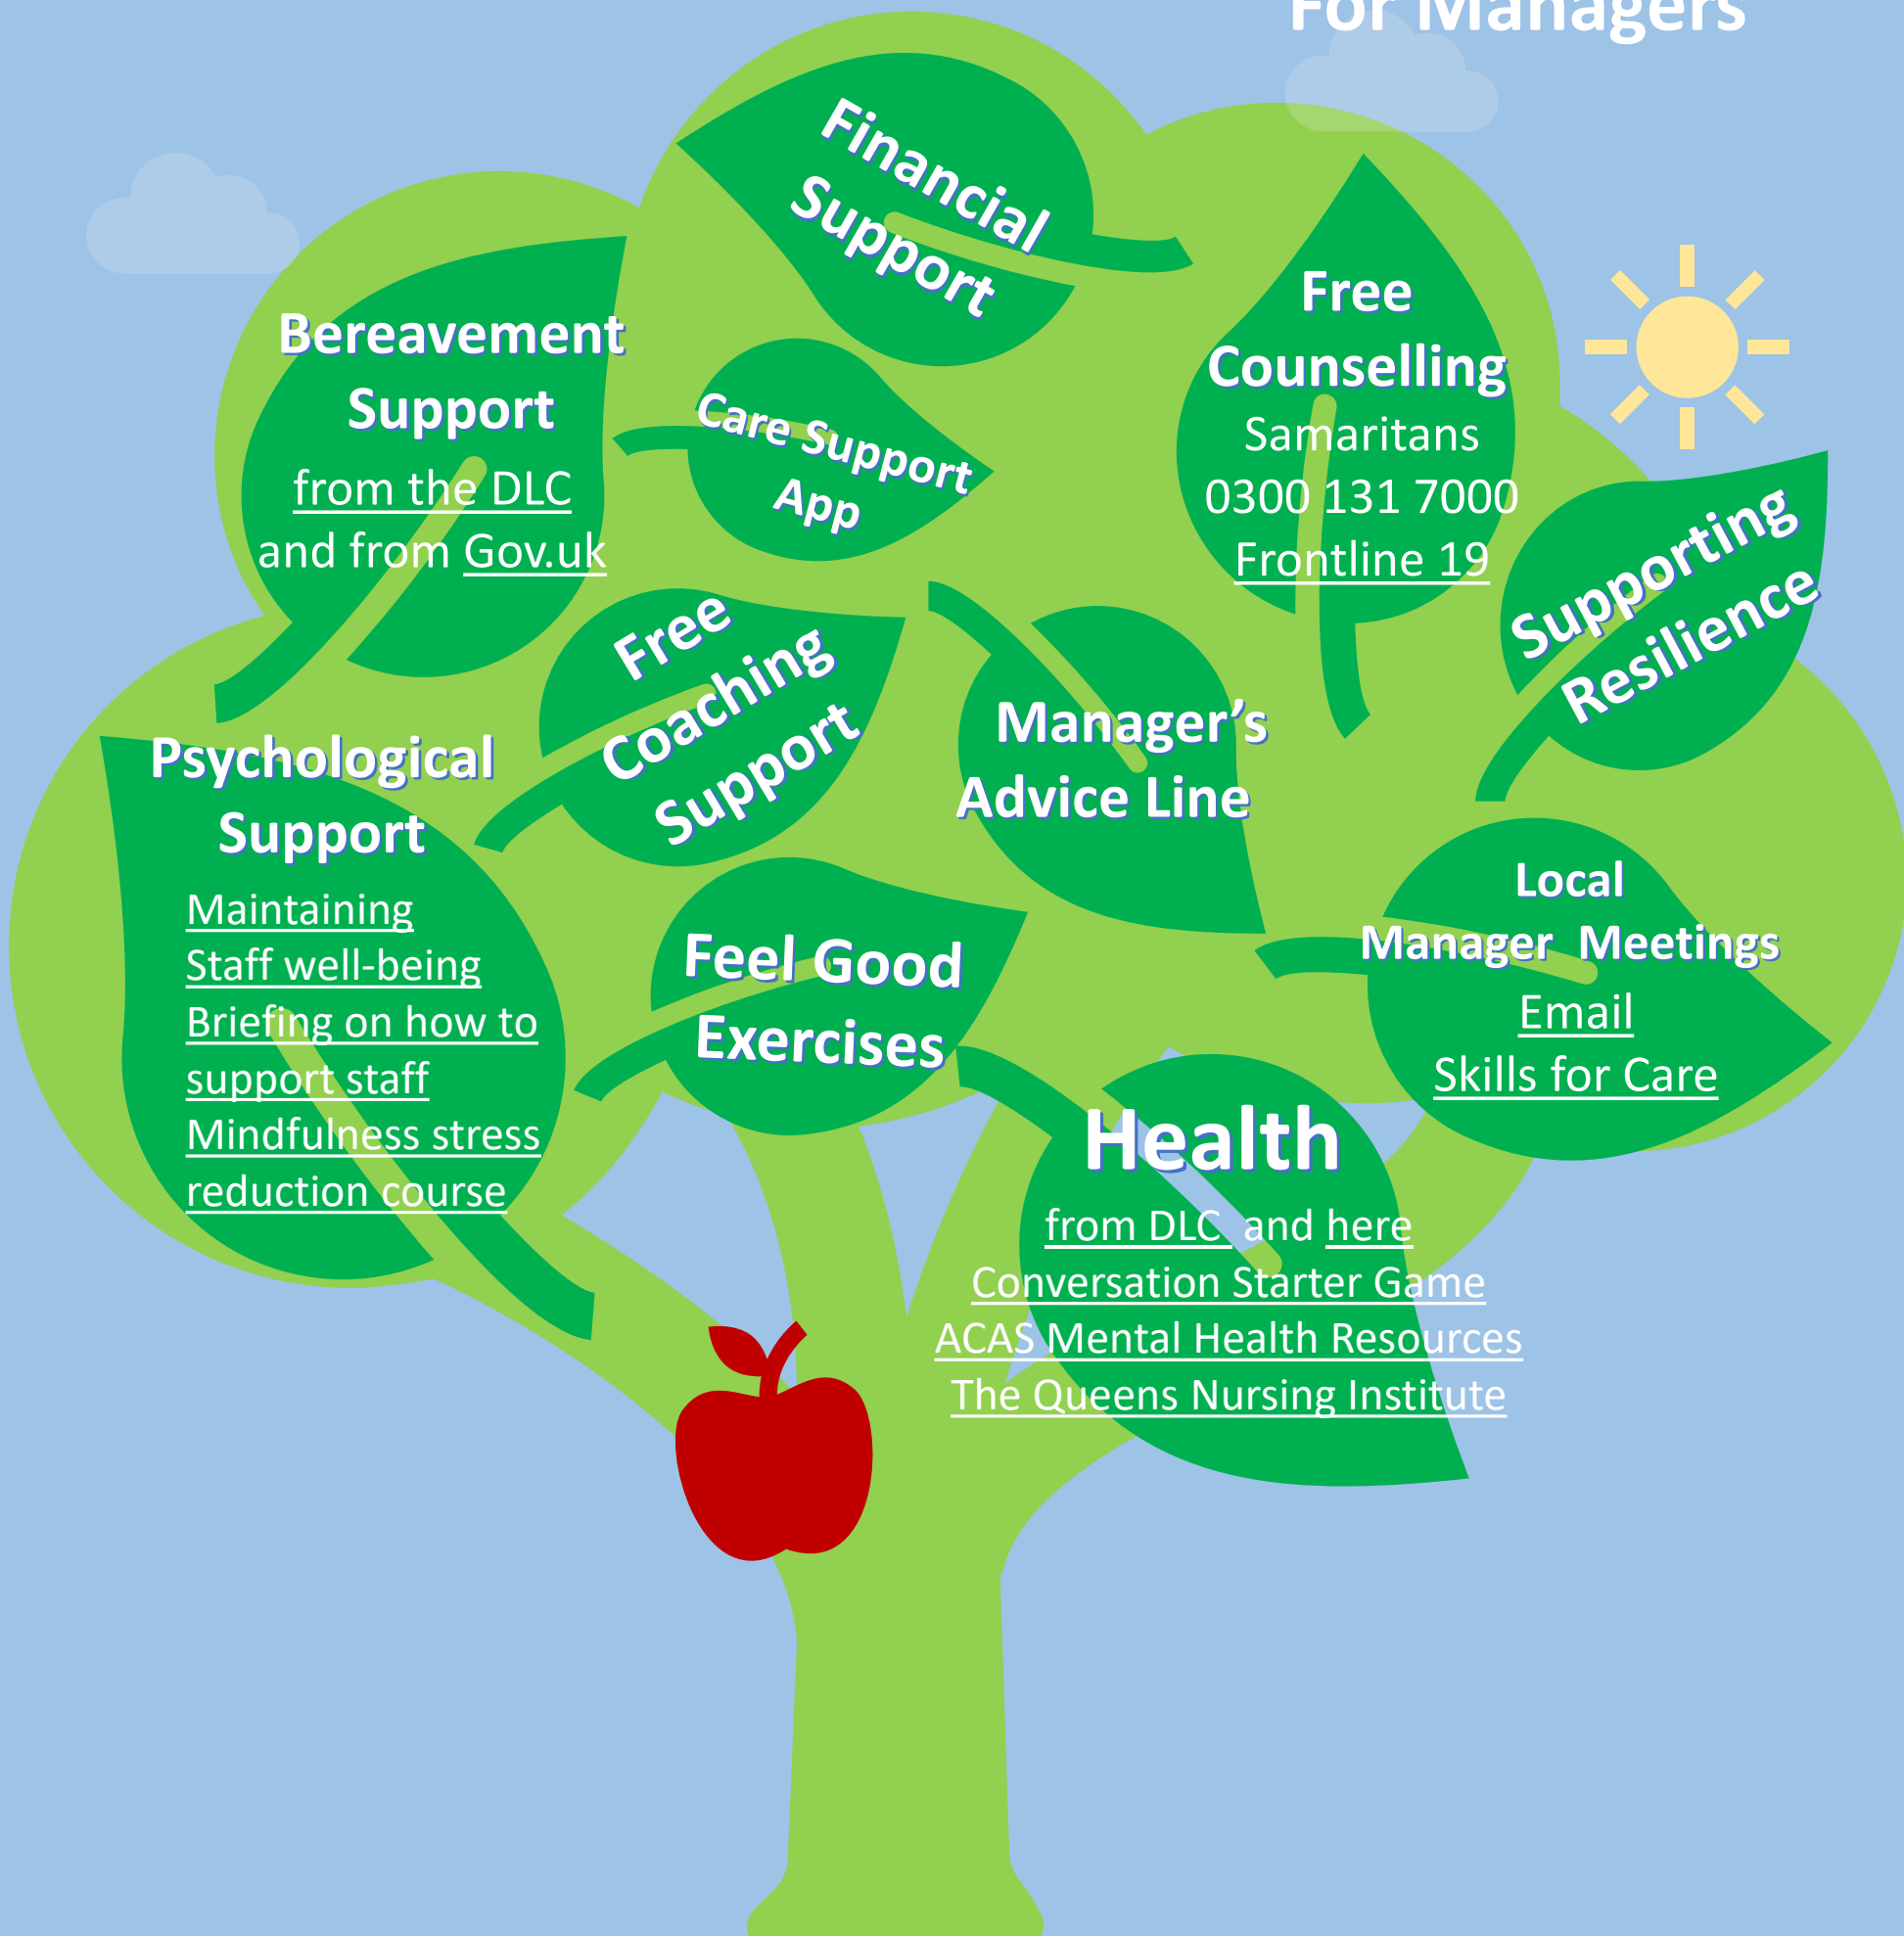 For Managers
Financial
Support
Bereavement
Support
from the DLC
and from Gov.uk
Care Support
App
Free
Counselling
Samaritans
0300 131 7000
Frontline 19
Supporting
Resilience
Free
Coaching
Support
Manager’s
Advice Line
Psychological
Support
Maintaining
Staff well-being
Briefing on how to
support staff
Mindfulness stress
reduction course
Feel Good
Exercises
Local
Manager  Meetings
Email
Skills for Care
Health
from DLC  and here
Conversation Starter Game
ACAS Mental Health Resources
The Queens Nursing Institute